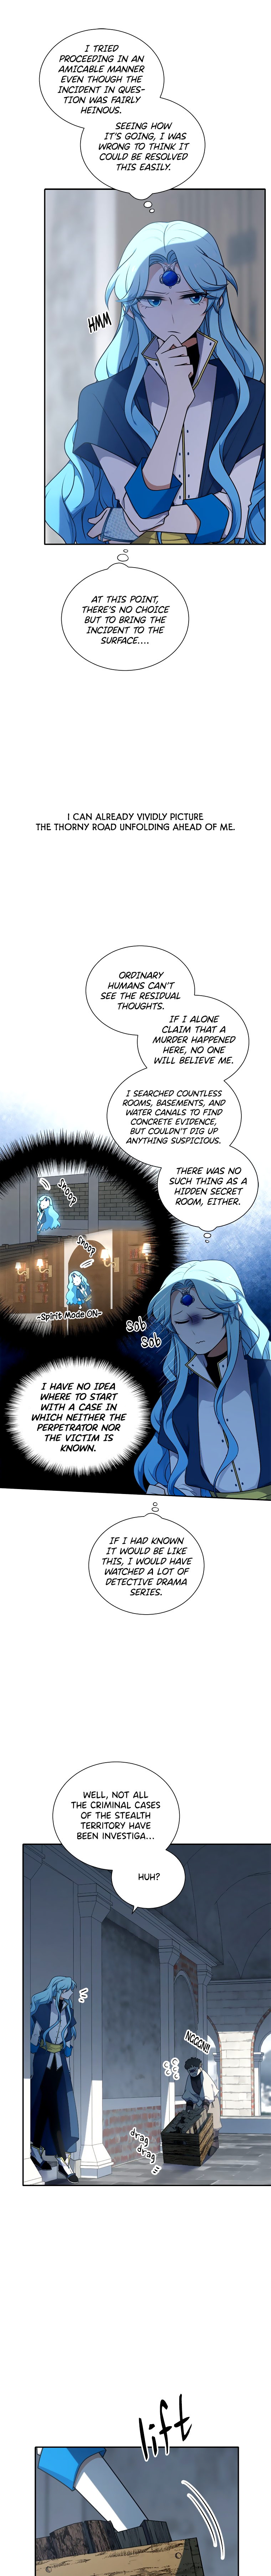 I TRIED
PROCEEDING IN AN
AMICABLE MANNER
EVEN THOUGH THE
INCIDENT IN QUES-
TION WAS FAIRLY
HEINOUS.
SEEING HOW
IT'S GOING, I WAS
WRONG TO THINK IT
COULD BE RESOLVED
THIS EASILY.
HMM
AT THIS POINT,
THERE'S NO CHOICE
BUT TO BRING THE
INCIDENT TO THE
SURFACE....
I CAN ALREADY VIVIDLY PICTURE
THE THORNY ROAD UNFOLDING AHEAD OF ME.
ORDINARY
HUMANS CAN'T
SEE THE RESIDUAL
THOUGHTS.
IF I ALONE
CLAIM THAT A
MURDER HAPPENED
HERE, NO ONE
WILL BELIEVE ME.
I SEARCHED COUNTLESS
ROOMS, BASEMENTS, AND
WATER CANALS TO FIND
CONCRETE EVIDENCE,
BUT COULDN'T DIG UP
ANYTHING SUSPICIOUS.
THERE WAS NO
SUCH THING AS A
HIDDEN SECRET
ROOM, EITHER.
Snoop
Snoop
~Spirit Mode ON~
Sob
Sob
I HAVE NO IDEA
WHERE TO START
WITH A CASE IN
WHICH NEITHER THE
PERPETRATOR NOR
THE VICTIM IS
KNOWN.
IF I HAD KNOWN
IT WOULD BE LIKE
THIS, I WOULD HAVE
WATCHED A LOT OF
DETECTIVE DRAMA
SERIES.
WELL, NOT ALL
THE CRIMINAL CASES
OF THE STEALTH
TERRITORY HAVE
BEEN INVESTIGA...
HUH?
NGGGN!!
drag
drag
lift